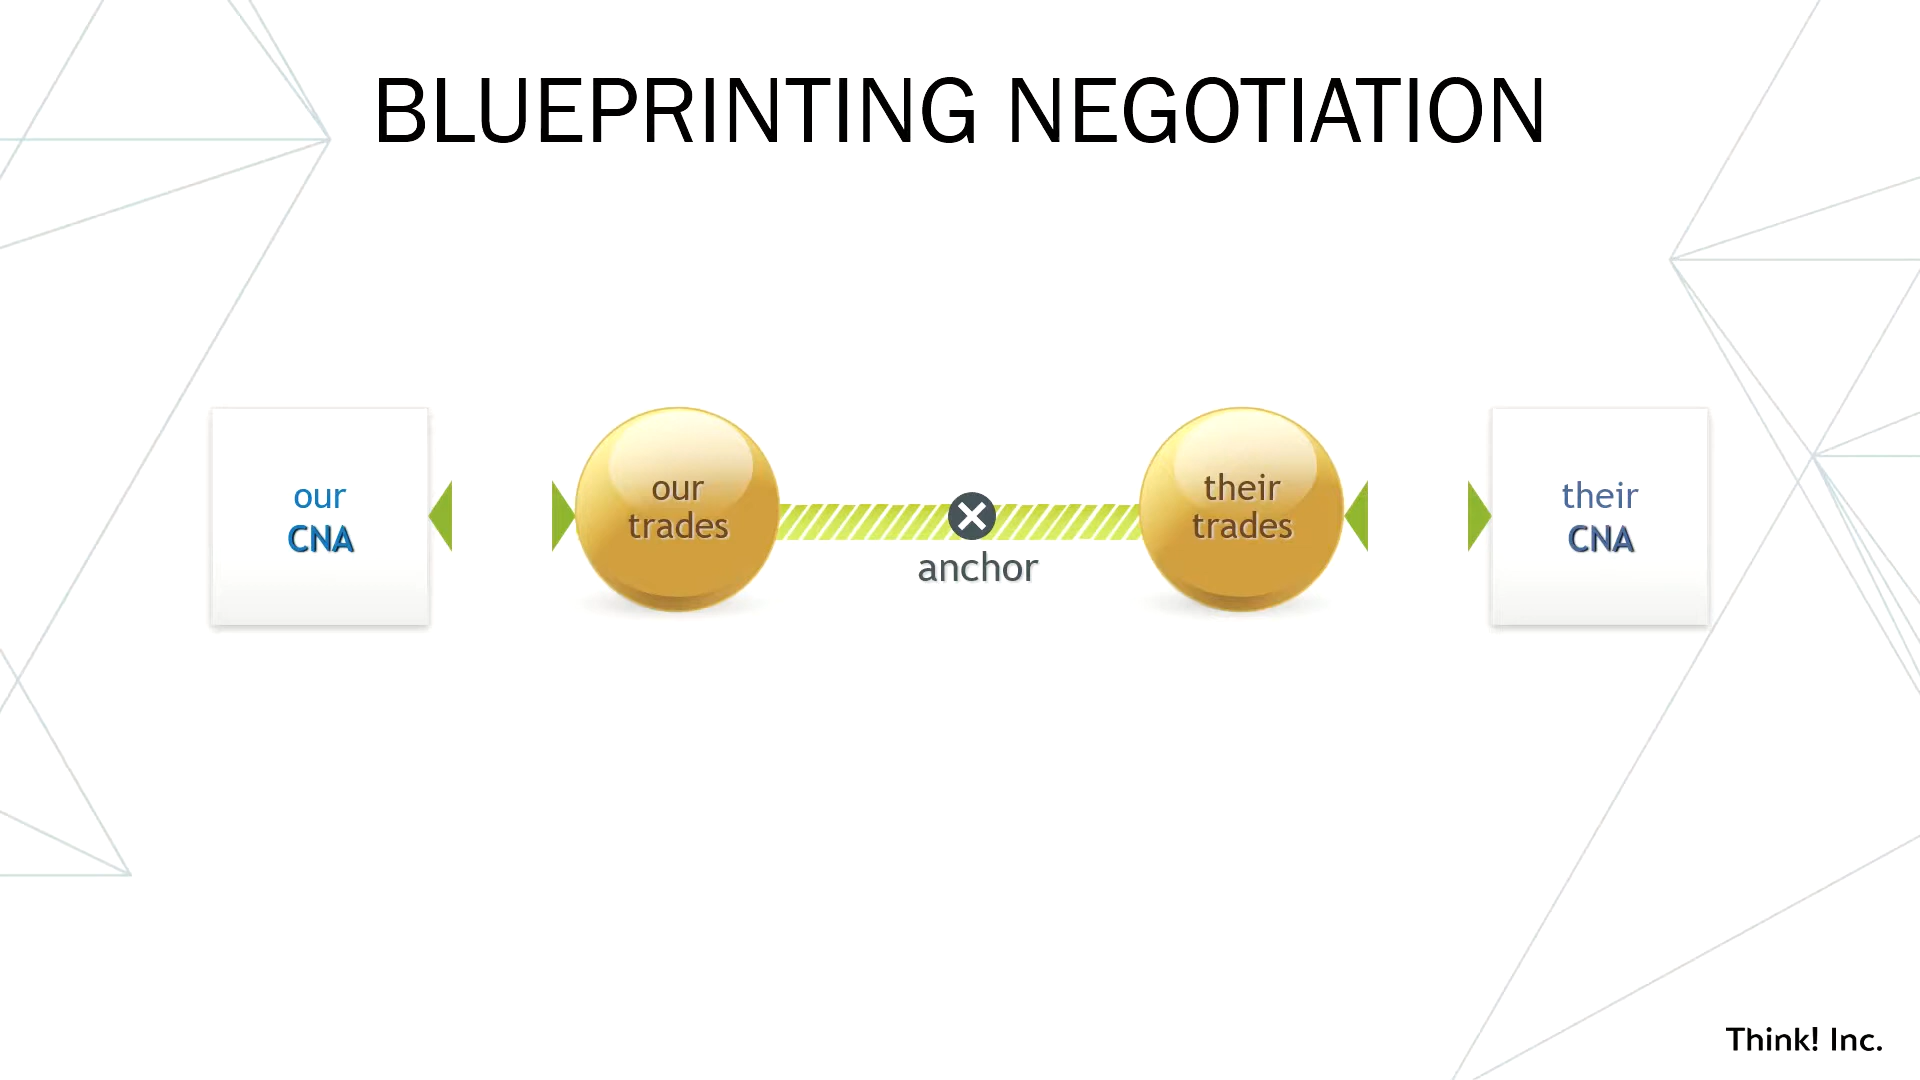 BLUEPRINTING NEGOTIATION
our
CNA
our
trades
anchor
their
trades
their
CNA
Think! Inc.